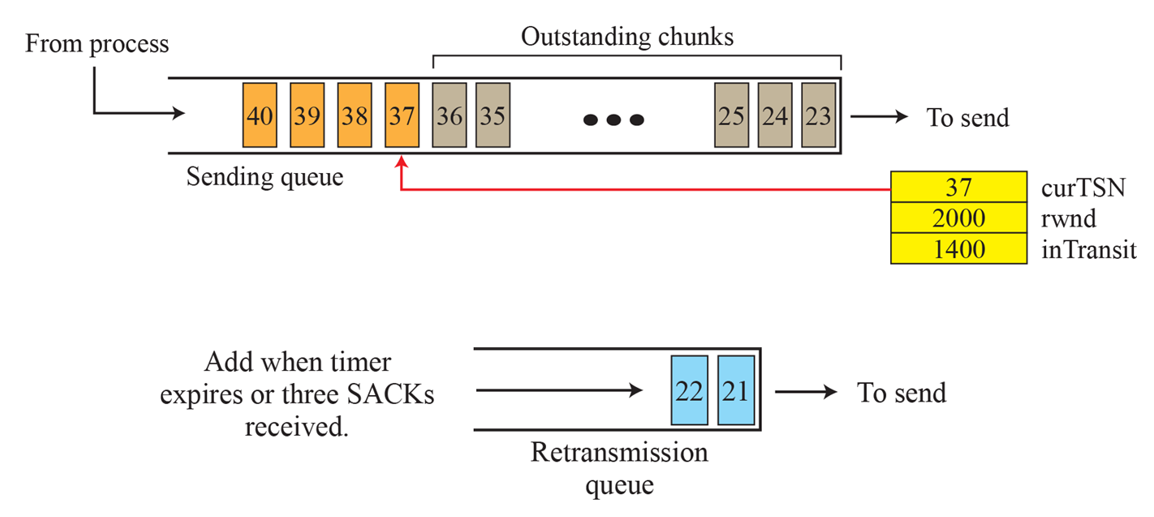 Outstanding chunks
From process
40 39 38 37 36 35 ••• 25 24 23
To send
Sending queue
37 curTSN
2000 rwnd
1400 inTransit
Add when timer
expires or three SACKs
received.
22 21
To send
Retransmission
queue